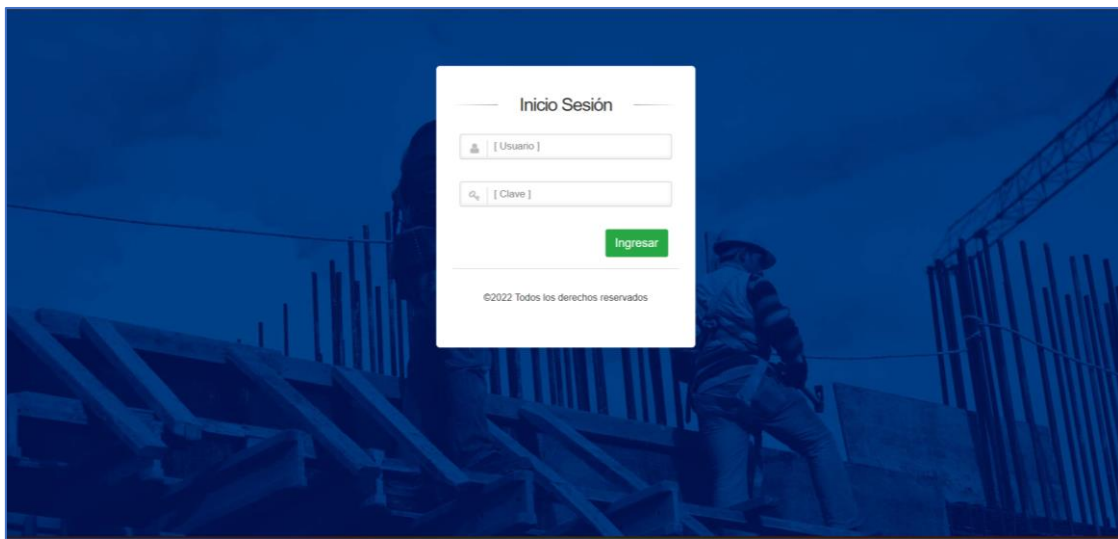 Inicio Sesión
[ Usuario ]
[ Clave ]
Ingresar
©2022 Todos los derechos reservados